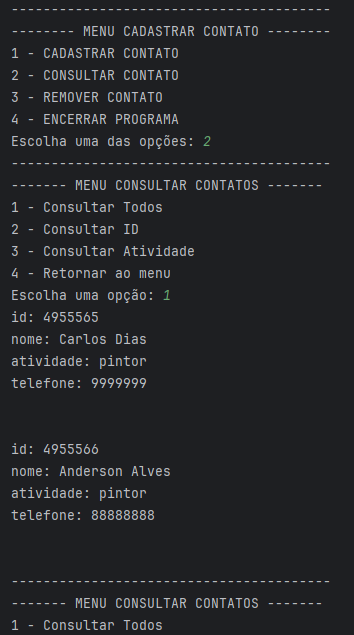 ----------------------------------------
-------- MENU CADASTRAR CONTATO --------
1 - CADASTRAR CONTATO
2 - CONSULTAR CONTATO
3 - REMOVER CONTATO
4 - ENCERRAR PROGRAMA
Escolha uma das opções: 2
----------------------------------------
------- MENU CONSULTAR CONTATOS -------
1 - Consultar Todos
2 - Consultar ID
3 - Consultar Atividade
4 - Retornar ao menu
Escolha uma opção: 1
id: 4955565
nome: Carlos Dias
atividade: pintor
telefone: 9999999
id: 4955566
nome: Anderson Alves
atividade: pintor
telefone: 88888888
----------------------------------------
------- MENU CONSULTAR CONTATOS -------
1 - Consultar Todos